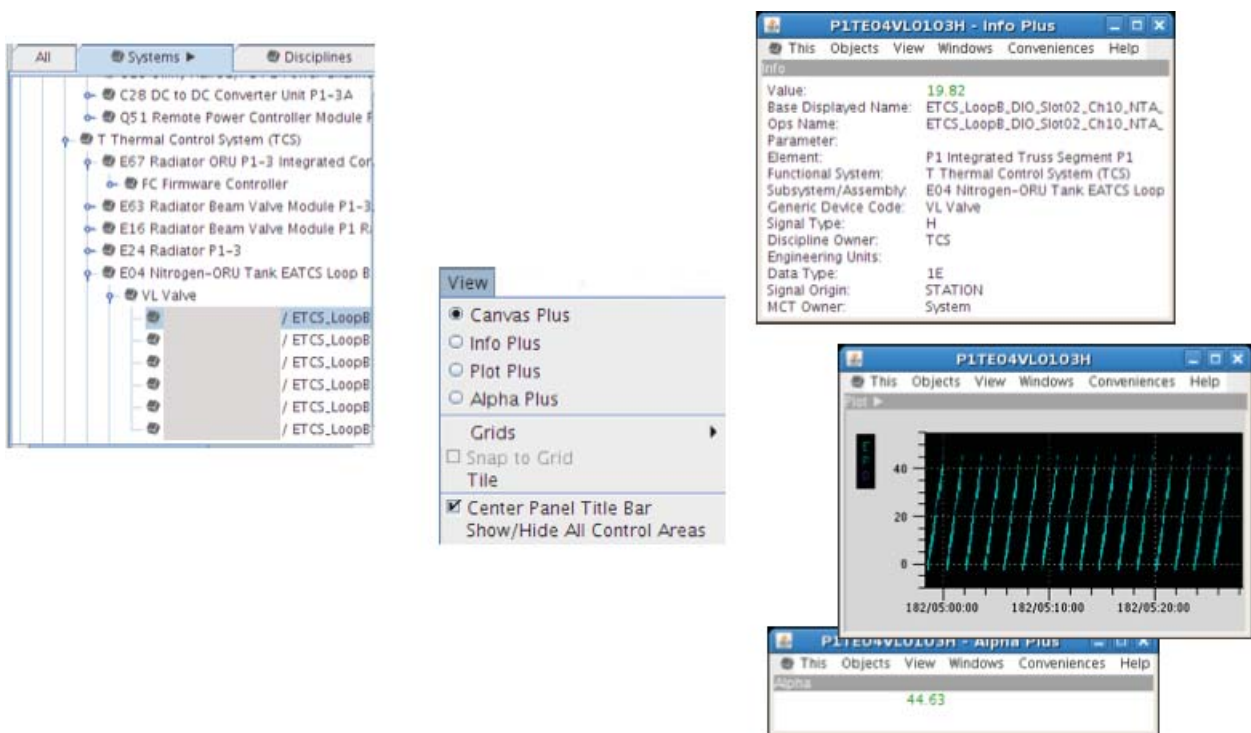 All
Systems ▶
Disciplines
C28 DC to DC Converter Unit P1-3A
Q51 Remote Power Controller Module
T Thermal Control System (TCS)
E67 Radiator ORU P1-3 Integrated
FC Firmware Controller
E63 Radiator Beam Valve Module P1-3
E16 Radiator Beam Valve Module P1
E24 Radiator P1-3
E04 Nitrogen-ORU Tank EATCS Loop B
VL Valve
/ ETCS_LoopB
/ ETCS_LoopB
/ ETCS_LoopB
/ ETCS_LoopB
/ ETCS_LoopB
/ ETCS_LoopB
View
Canvas Plus
Info Plus
Plot Plus
Alpha Plus
Grids
Snap to Grid
Tile
Center Panel Title Bar
Show/Hide All Control Areas
P1TE04VL0103H - Info Plus
This Objects View Windows Conveniences Help
Info
Value: 19.82
Base Displayed Name: ETCS_LoopB_DIO_Slot02_Ch10_NTA_
Ops Name: ETCS_LoopB_DIO_Slot02_Ch10_NTA_
Parameter:
Element: P1 Integrated Truss Segment P1
Functional System: T Thermal Control System (TCS)
Subsystem/Assembly: E04 Nitrogen-ORU Tank EATCS Loop
Generic Device Code: VL Valve
Signal Type: H
Discipline Owner: TCS
Engineering Units:
Data Type: 1E
Signal Origin: STATION
MCT Owner: System
P1TE04VL0103H
This Objects View Windows Conveniences Help
Plot ▶
40
20
0
182/05:00:00 182/05:10:00 182/05:20:00
P1TE04VL0103H - Alpha Plus
This Objects View Windows Conveniences Help
Alpha
44.63